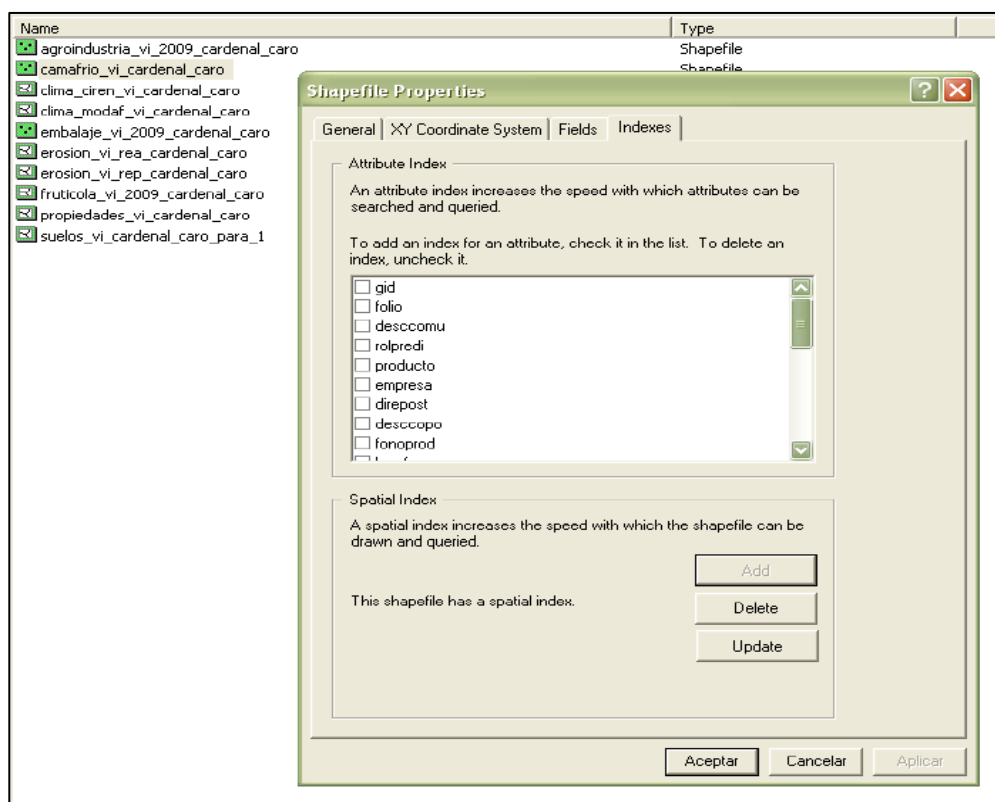 Name Type
agroindustria_vi_2009_cardenal_caro Shapefile
camafrio_vi_cardenal_caro Shapefile
clima_ciren_vi_cardenal_caro
clima_modaf_vi_cardenal_caro
embalaje_vi_2009_cardenal_caro
erosion_vi_rea_cardenal_caro
erosion_vi_rep_cardenal_caro
fruticola_vi_2009_cardenal_caro
propiedades_vi_cardenal_caro
suelos_vi_cardenal_caro_para_1
Shapefile Properties
General XY Coordinate System Fields Indexes
Attribute Index
An attribute index increases the speed with which attributes can be
searched and queried.
To add an index for an attribute, check it in the list. To delete an
index, uncheck it.
gid
folio
desccomu
rolpredi
producto
empresa
direpost
desccopo
fonoprod
Spatial Index
A spatial index increases the speed with which the shapefile can be
drawn and queried.
Add
This shapefile has a spatial index.
Delete
Update
Aceptar Cancelar Aplicar